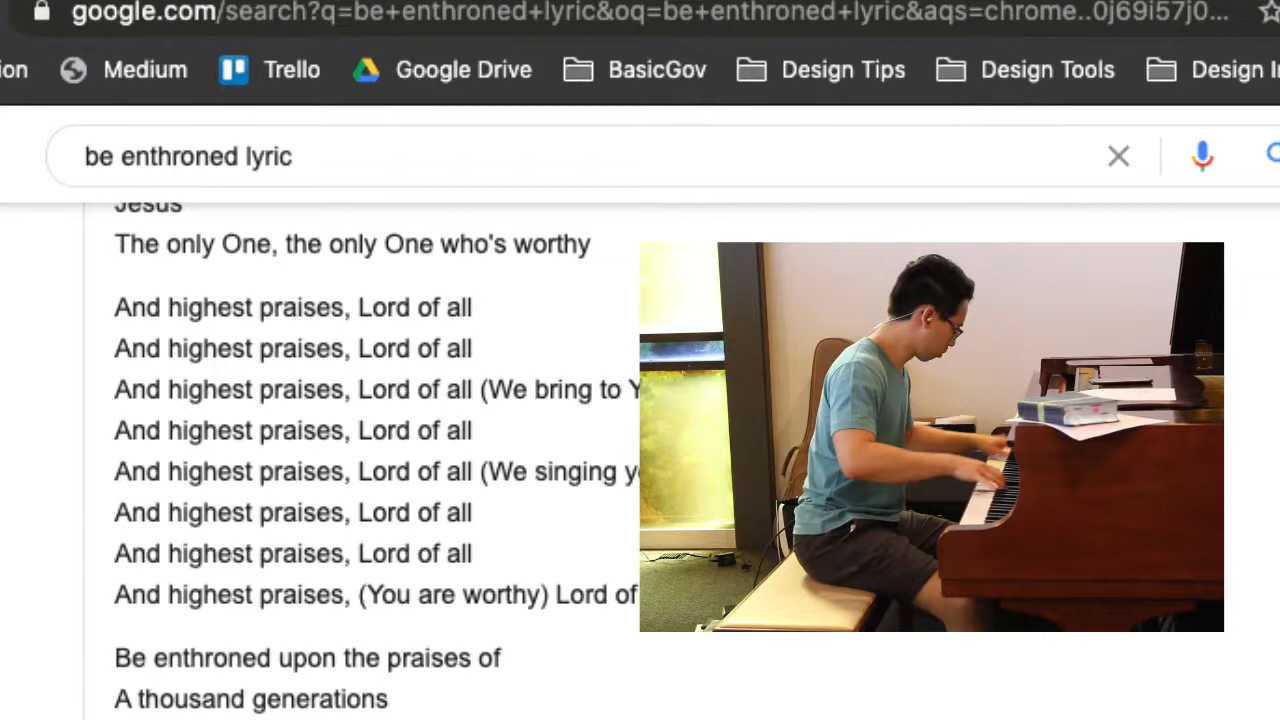 google.com/search?q=be+enthroned+lyric&oq=be+enthroned+lyric&aqs=chrome..0j69i57j0...
ion Medium Trello Google Drive BasicGov Design Tips Design Tools Design I
be enthroned lyric
Jesus
The only One, the only One who's worthy
And highest praises, Lord of all
And highest praises, Lord of all
And highest praises, Lord of all (We bring to Y
And highest praises, Lord of all
And highest praises, Lord of all (We singing y
And highest praises, Lord of all
And highest praises, Lord of all
And highest praises, (You are worthy) Lord of
Be enthroned upon the praises of
A thousand generations